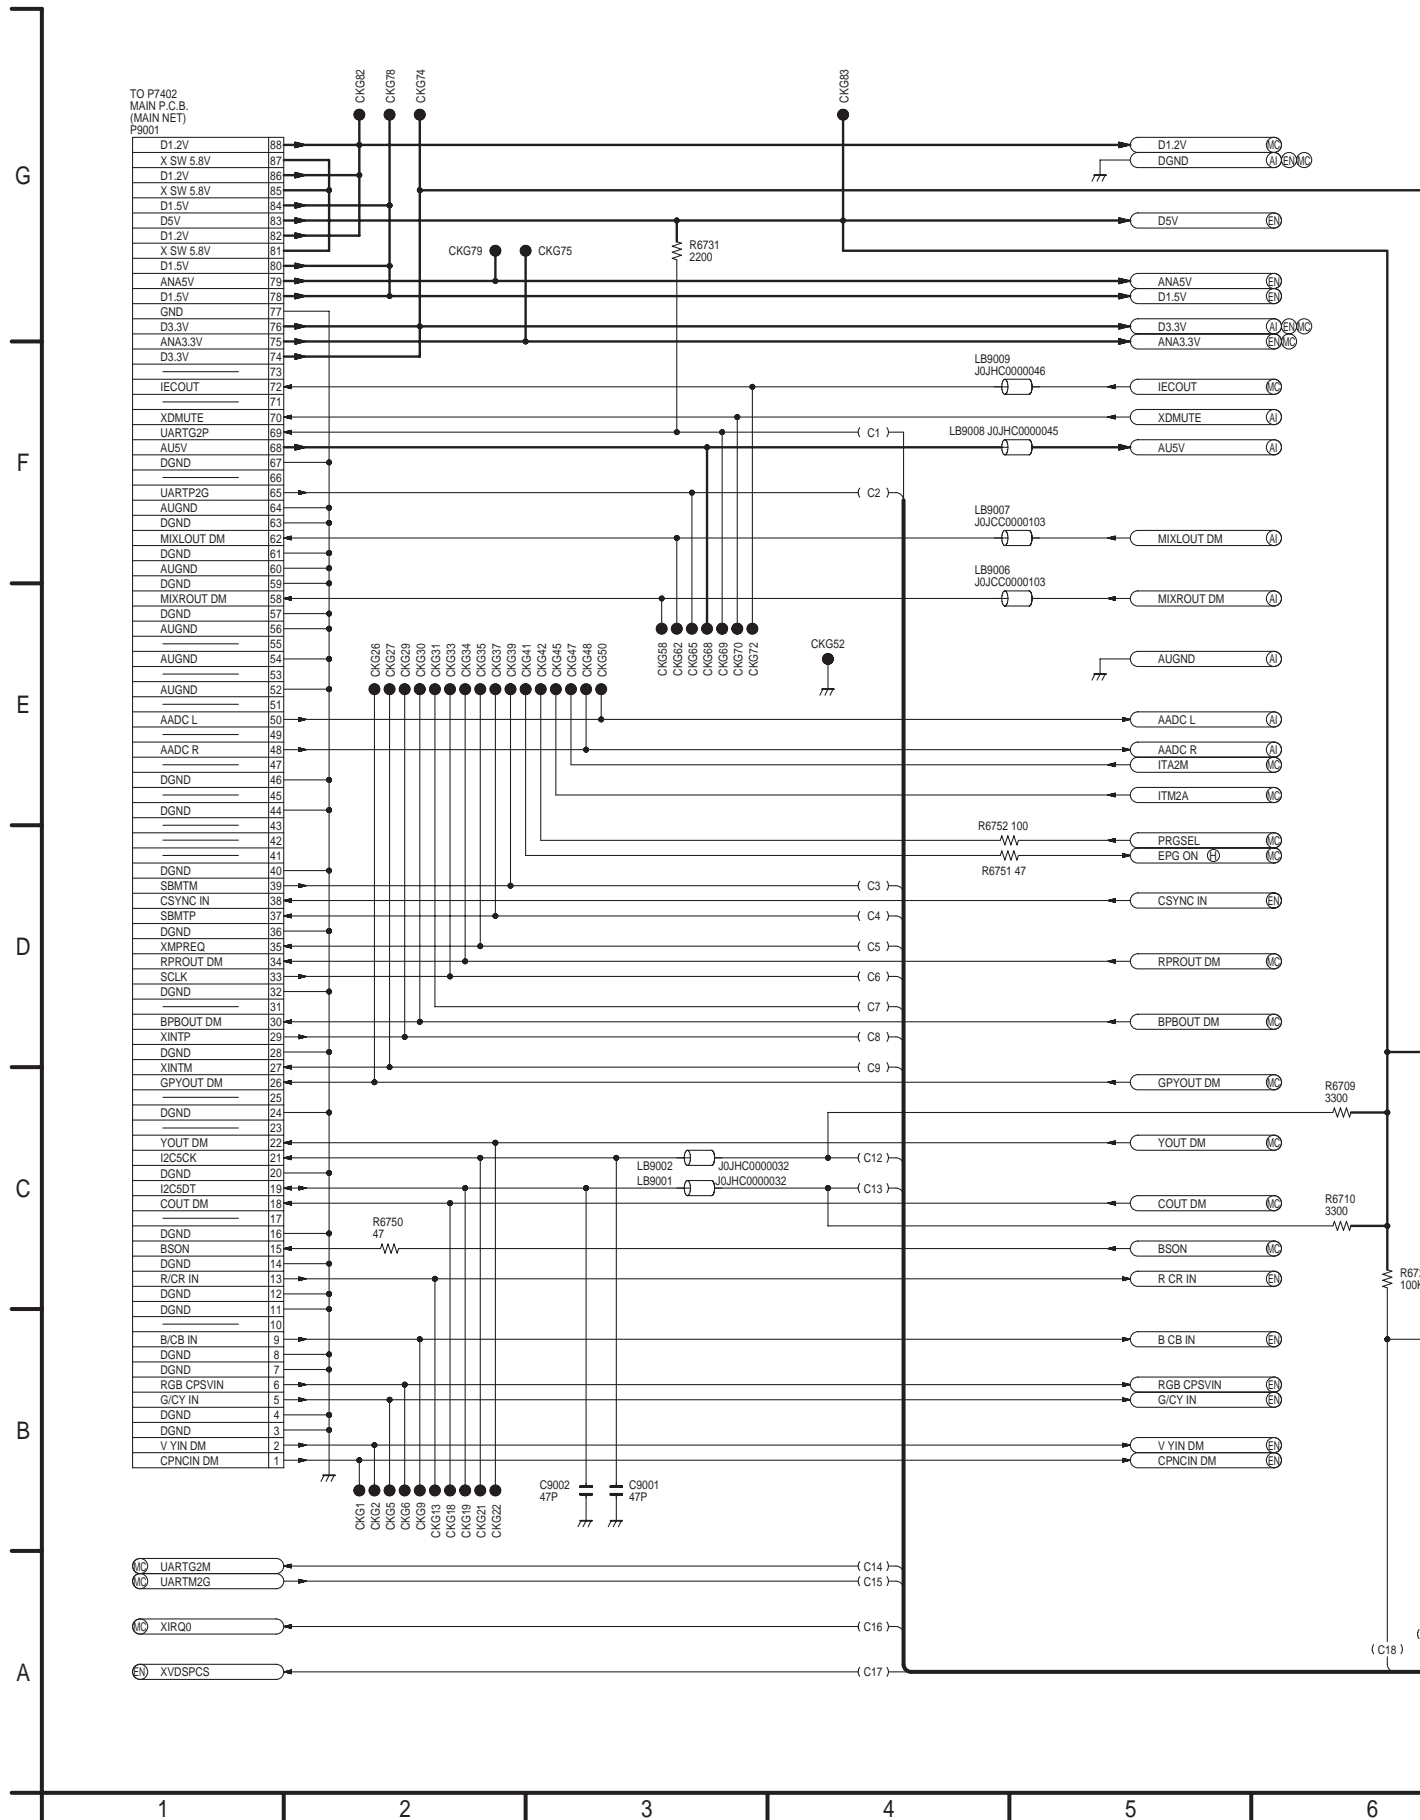 CKG82
CKG78
CKG74
CKG83
TO P7402
MAIN P.C.B.
(MAIN NET)
P9001
D1.2V 88 D1.2V MC
X SW 5.8V 87 DGND AI EN MC
D1.2V 86
G
X SW 5.8V 85
D1.5V 84
D5V 83 D5V EN
D1.2V 82
X SW 5.8V 81 CKG79 CKG75 R6731
2200
D1.5V 80
ANA5V 79 ANA5V EN
D1.5V 78 D1.5V EN
GND 77
D3.3V 76 D3.3V AI EN MC
ANA3.3V 75 ANA3.3V EN MC
D3.3V 74
LB9009
J0JHC0000046
73
IECOUT 72 IECOUT MC
71
XDMUTE 70 XDMUTE AI
UARTG2P 69 (C1) LB9008 J0JHC0000045
AU5V 68 AU5V AI
F
DGND 67
66
UARTP2G 65 (C2)
AUGND 64
DGND 63
LB9007
J0JCC0000103
MIXLOUT DM 62 MIXLOUT DM AI
DGND 61
AUGND 60
LB9006
J0JCC0000103
DGND 59
MIXROUT DM 58 MIXROUT DM AI
DGND 57
AUGND 56
55
CKG26 CKG27 CKG29 CKG30 CKG31 CKG33 CKG34 CKG35 CKG37 CKG39 CKG41 CKG42 CKG45 CKG47 CKG48 CKG50
CKG58 CKG62 CKG65 CKG68 CKG69 CKG70 CKG72
CKG52
AUGND 54 AUGND AI
53
AUGND 52
E
51
AADC L 50 AADC L AI
49
AADC R 48 AADC R AI
47 ITA2M MC
DGND 46
45 ITM2A MC
DGND 44
43
R6752 100
42 PRGSEL MC
41 EPG ON H MC
R6751 47
DGND 40
SBMTM 39 (C3)
CSYNC IN 38 CSYNC IN EN
SBMTP 37 (C4)
DGND 36
D
XMPREQ 35 (C5)
RPROUT DM 34 RPROUT DM MC
SCLK 33 (C6)
DGND 32
31 (C7)
BPBOUT DM 30 BPBOUT DM MC
XINTP 29 (C8)
DGND 28
XINTM 27 (C9)
GPYOUT DM 26 GPYOUT DM MC
R6709
3300
25
DGND 24
23
YOUT DM 22 YOUT DM MC
I2C5CK 21 LB9002 J0JHC0000032 (C12)
DGND 20
C
I2C5DT 19 LB9001 J0JHC0000032 (C13)
COUT DM 18 COUT DM MC
R6710
3300
17
DGND 16
R6750
47
BSON 15 BSON MC
DGND 14
R/CR IN 13 R CR IN EN
DGND 12
DGND 11
10
B/CB IN 9 B CB IN EN
DGND 8
DGND 7
RGB CPSVIN 6 RGB CPSVIN EN
G/CY IN 5 G/CY IN EN
DGND 4
B
DGND 3
V YIN DM 2 V YIN DM EN
CPNCIN DM 1 CPNCIN DM EN
CKG1 CKG2 CKG5 CKG6 CKG9 CKG13 CKG18 CKG19 CKG21 CKG22
C9002
47P
C9001
47P
MC UARTG2M (C14)
MC UARTM2G (C15)
MC XIRQ0 (C16)
(C18)
A
EN XVDSPCS (C17)
1 2 3 4 5 6